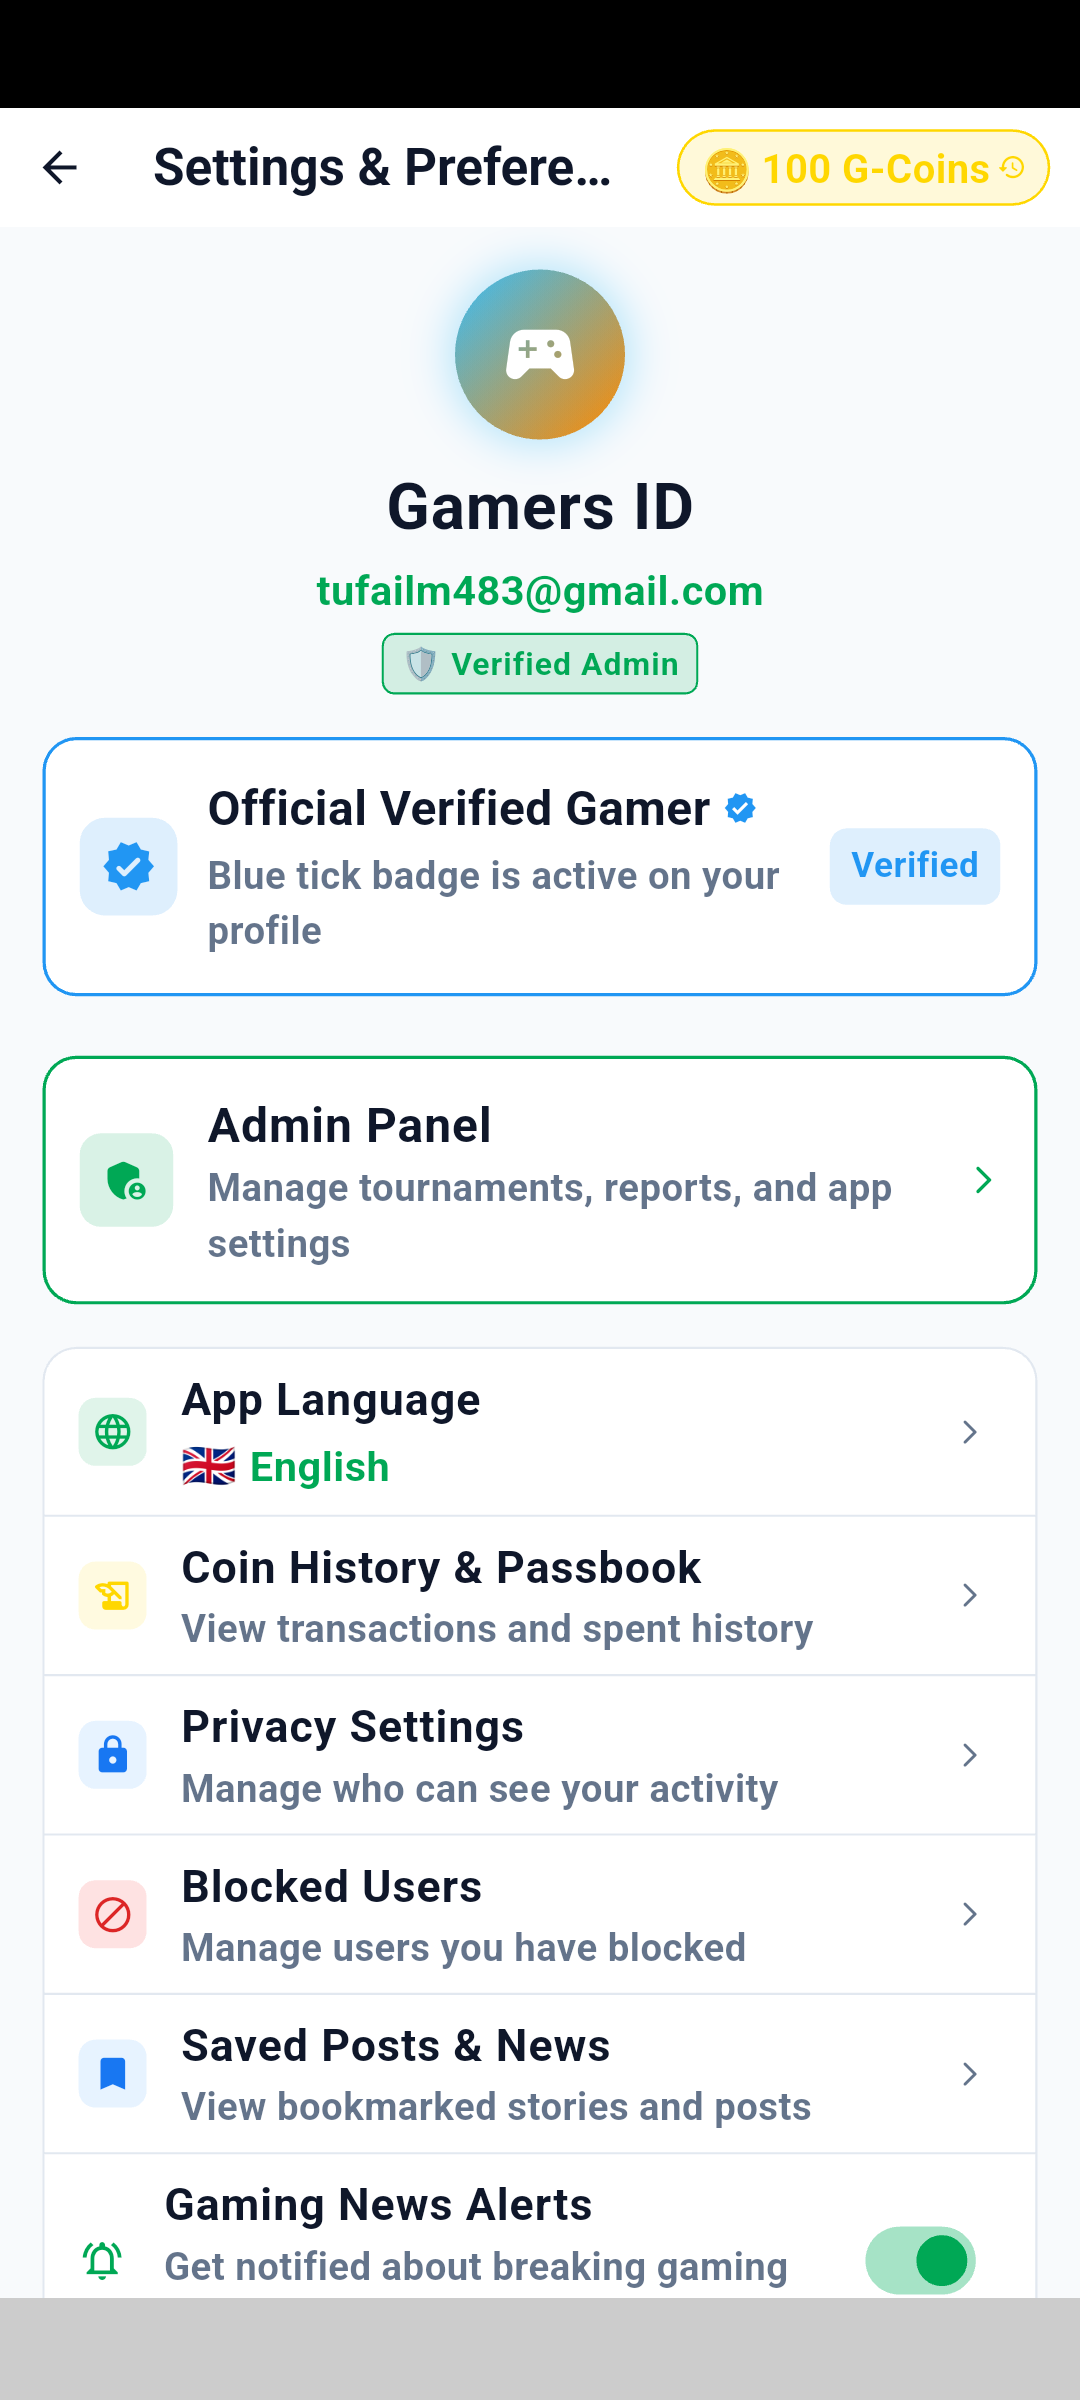 Settings & Prefere...
100 G-Coins
Gamers ID
tufailm483@gmail.com
Verified Admin
Official Verified Gamer
Blue tick badge is active on your
profile
Verified
Admin Panel
Manage tournaments, reports, and app
settings
App Language
English
Coin History & Passbook
View transactions and spent history
Privacy Settings
Manage who can see your activity
Blocked Users
Manage users you have blocked
Saved Posts & News
View bookmarked stories and posts
Gaming News Alerts
Get notified about breaking gaming